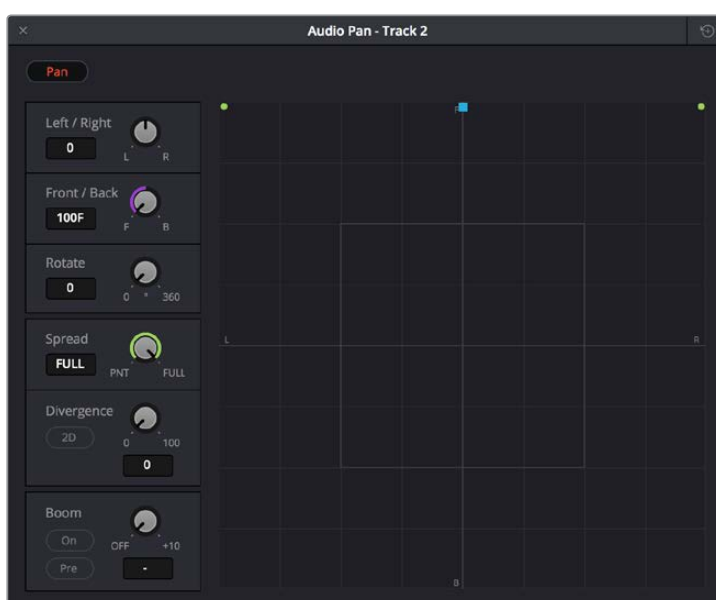 Audio Pan - Track 2
Pan
Left / Right
0
L R
Front / Back
100F
F B
Rotate
0
0 ° 360
Spread
FULL
PNT FULL
Divergence
2D
0 100
0
Boom
On
OFF +10
Pre
-
F
L
R
B